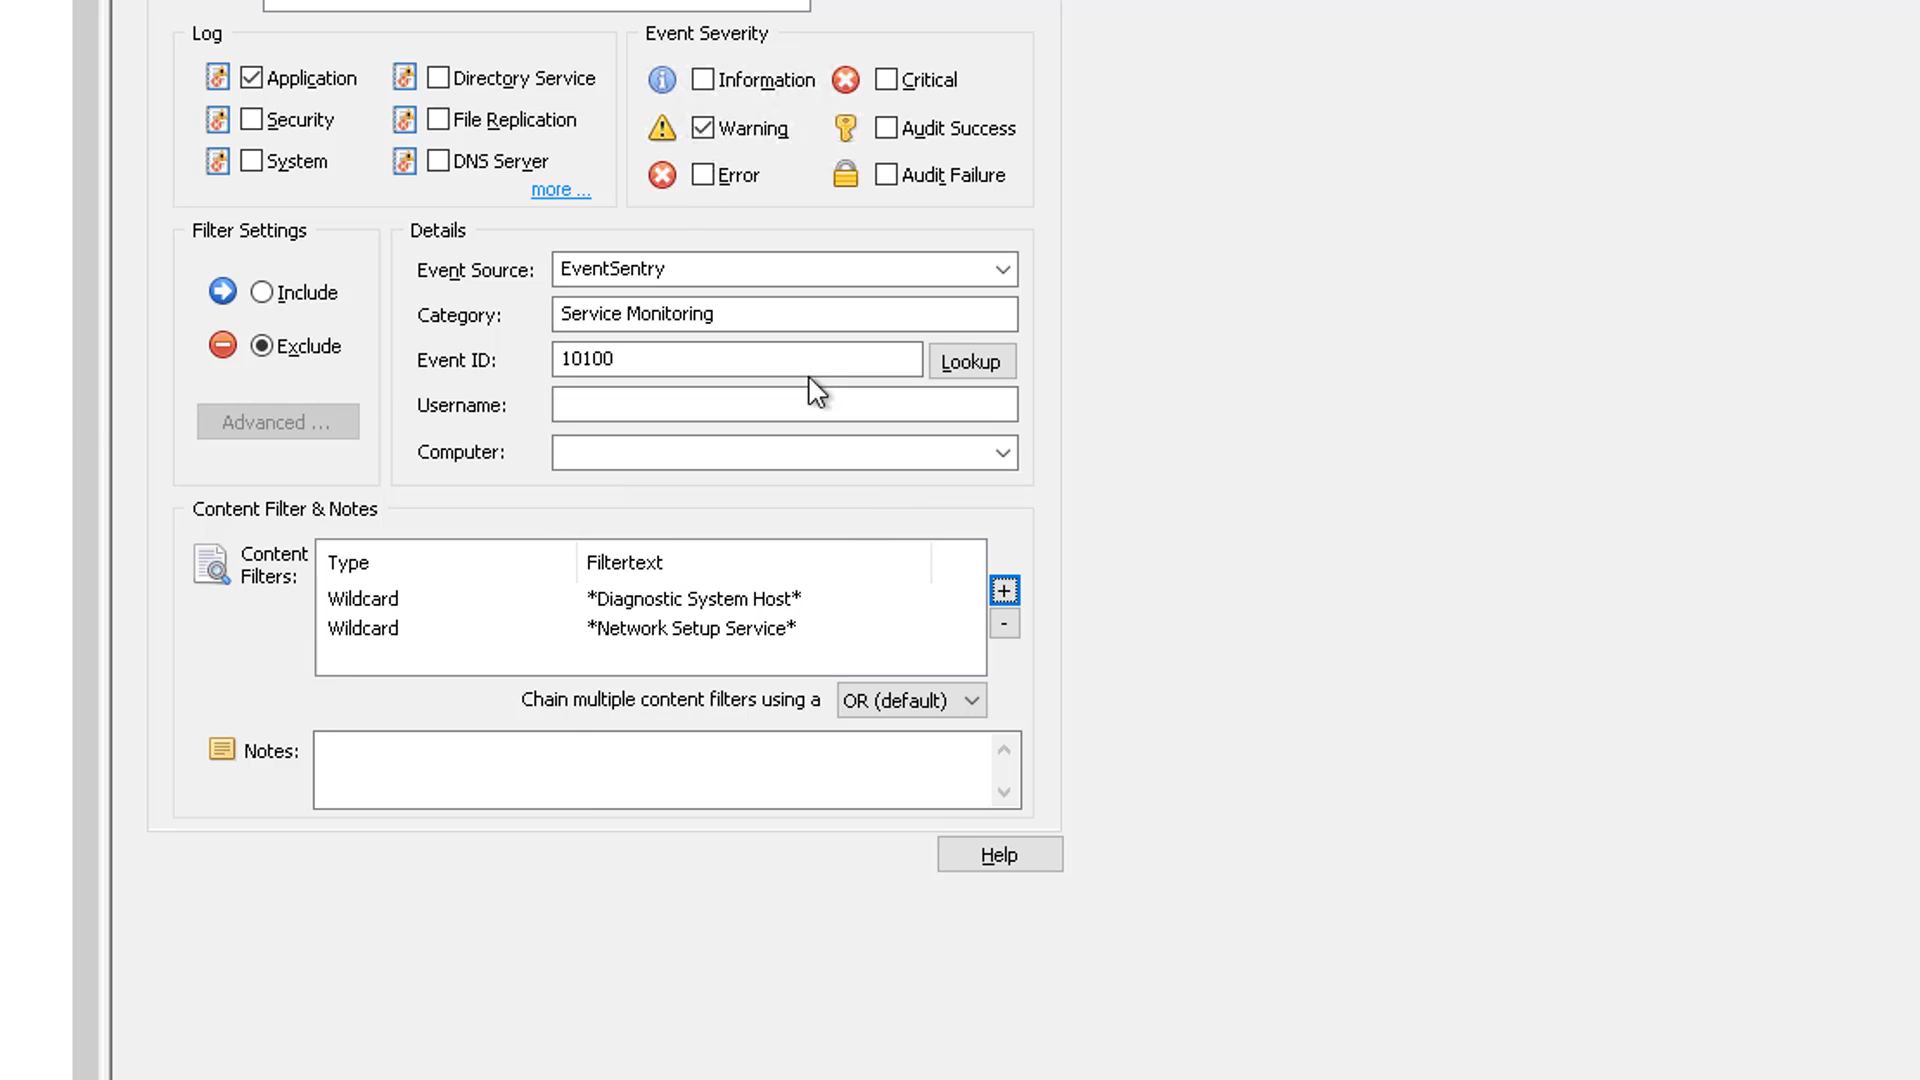 Log
Event Severity
Application
Directory Service
Information
Critical
Security
File Replication
Warning
Audit Success
System
DNS Server
Error
Audit Failure
more ...
Filter Settings
Details
Include
Exclude
Advanced ...
Event Source: EventSentry
Category: Service Monitoring
Event ID: 10100 Lookup
Username:
Computer:
Content Filter & Notes
Content
Filters:
Type Filtertext
Wildcard *Diagnostic System Host*
Wildcard *Network Setup Service*
+
-
Chain multiple content filters using a OR (default)
Notes:
Help